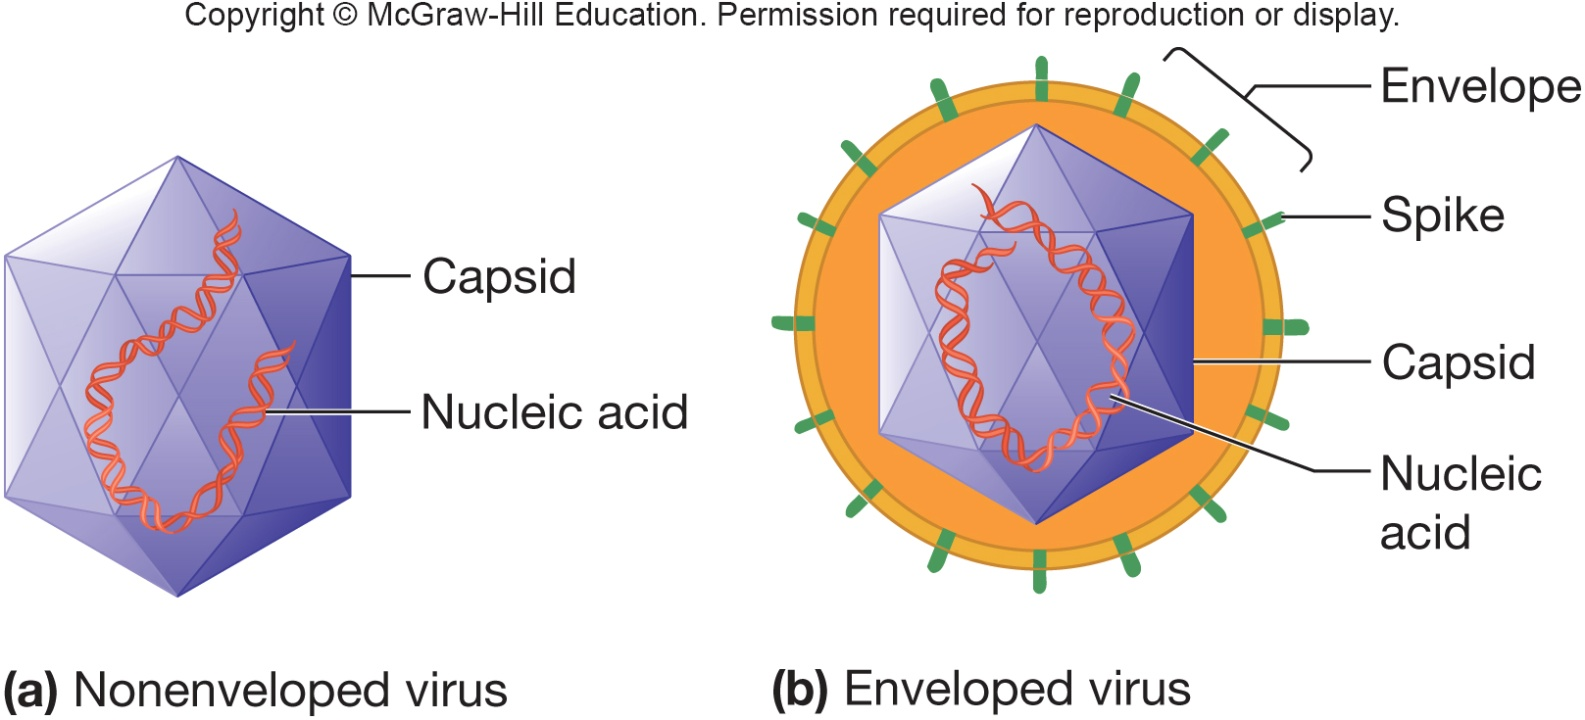 Copyright © McGraw-Hill Education. Permission required for reproduction or display.
Capsid
Nucleic acid
(a) Nonenveloped virus
Envelope
Spike
Capsid
Nucleic
acid
(b) Enveloped virus